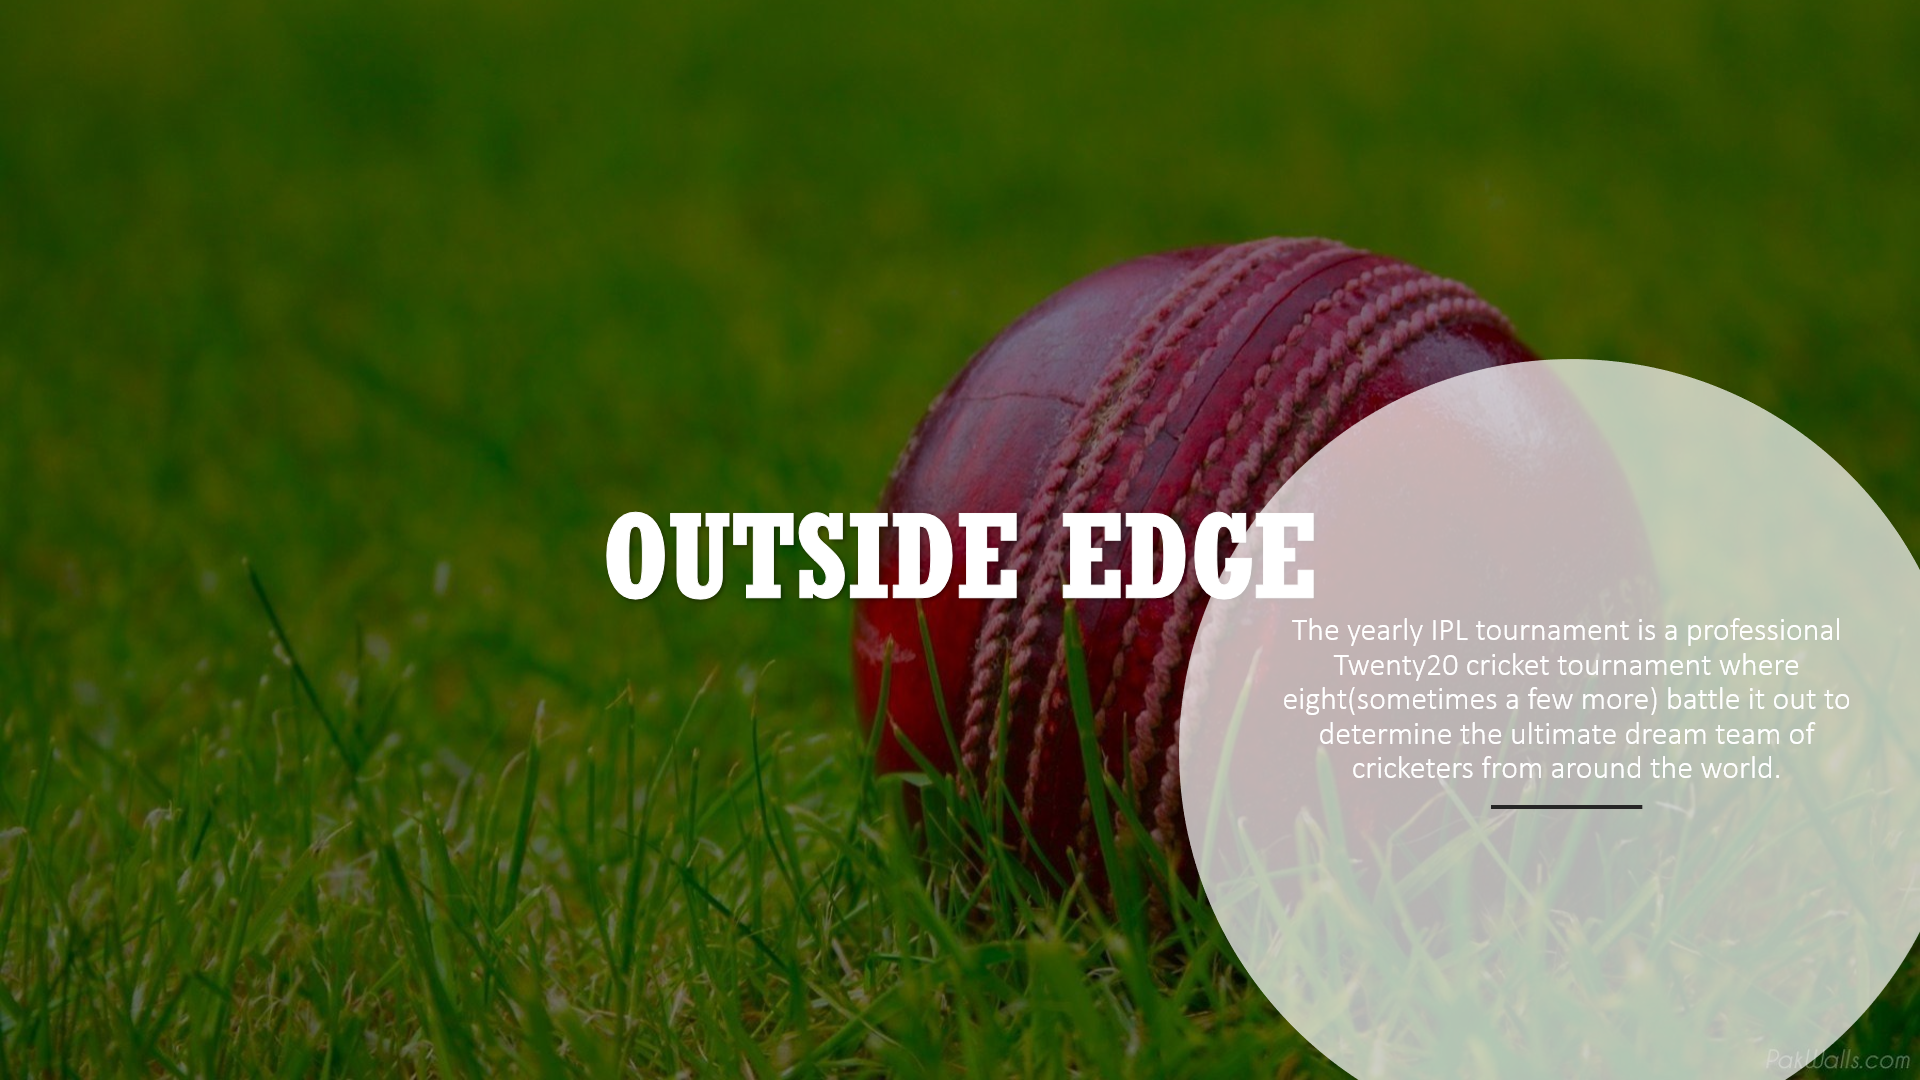 OUTSIDE EDGE
The yearly IPL tournament is a professional
Twenty20 cricket tournament where
eight(sometimes a few more) battle it out to
determine the ultimate dream team of
cricketers from around the world.
PakWalls.com